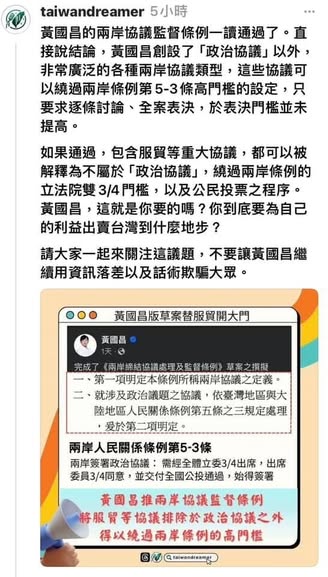 taiwandreamer 5小時
黃國昌的兩岸協議監督條例一讀通過了。直
接說結論，黃國昌創設了「政治協議」以外，
非常廣泛的各種兩岸協議類型，這些協議可
以繞過兩岸條例第5-3條高門檻的設定，只
要求逐條討論、全案表決，於表決門檻並未
提高。
如果通過，包含服貿等重大協議，都可以被
解釋為不屬於「政治協議」，繞過兩岸條例的
立法院雙3/4門檻，以及公民投票之程序。
黃國昌，這就是你要的嗎？你到底要為自己
的利益出賣台灣到什麼地步？
請大家一起來關注這議題，不要讓黃國昌繼
續用資訊落差以及話術欺騙大眾。
黃國昌版草案替服貿開大門
黃國昌
1天
完成了《兩岸締結協議處理及監督條例》草案之撰擬
一、第一項明定本條例所稱兩岸協議之定義。
二、就涉及政治議題之協議，依臺灣地區與大
陸地區人民關係條例第五條之三規定處理
，爰於第二項明定。
兩岸人民關係條例第5-3條
兩岸簽署政治協議：需經全體立委3/4出席，出席
委員3/4同意，並交付全國公投通過，始得簽署
黃國昌推兩岸協議監督條例
將服貿等協議排除於政治協議之外
得以繞過兩岸條例的高門檻
taiwandreamer